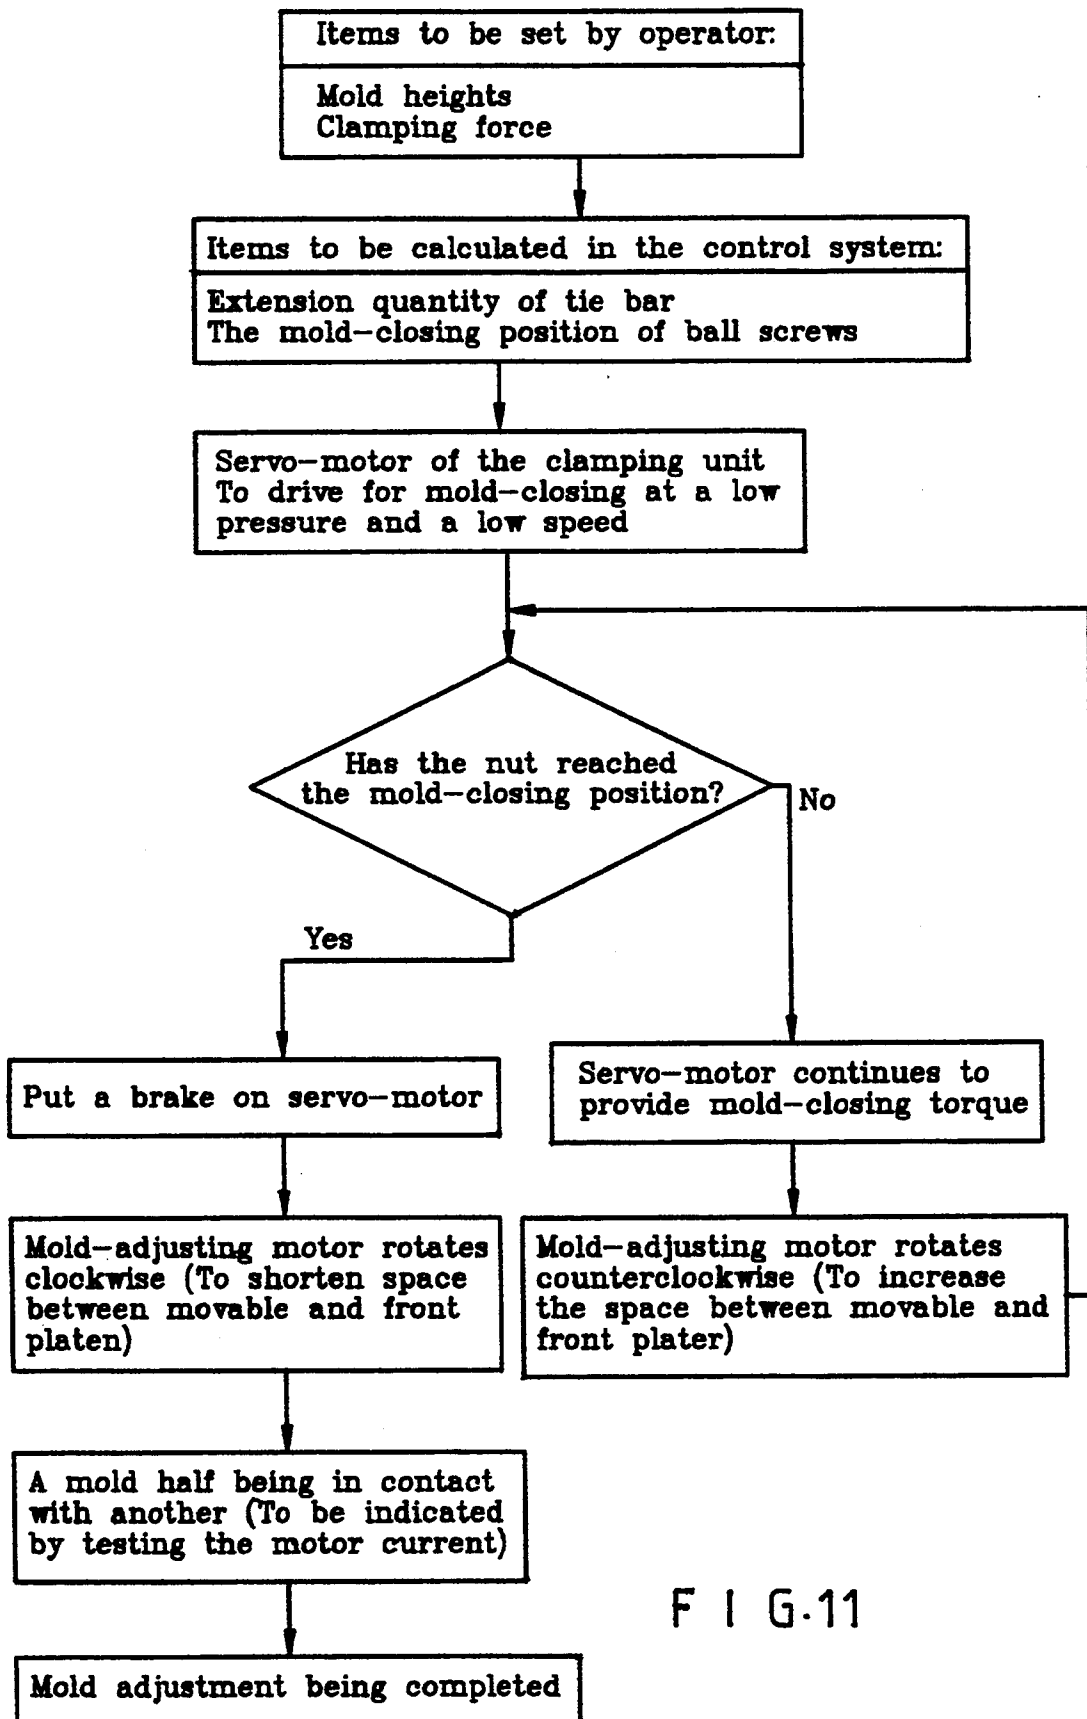 Items to be set by operator:
Mold heights
Clamping force
Items to be calculated in the control system:
Extension quantity of tie bar
The mold-closing position of ball screws
Servo-motor of the clamping unit
To drive for mold-closing at a low
pressure and a low speed
Has the nut reached
the mold-closing position?
No
Yes
Put a brake on servo-motor
Servo-motor continues to
provide mold-closing torque
Mold-adjusting motor rotates
clockwise (To shorten space
between movable and front
platen)
Mold-adjusting motor rotates
counterclockwise (To increase
the space between movable and
front plater)
A mold half being in contact
with another (To be indicated
by testing the motor current)
Mold adjustment being completed
F I G.11